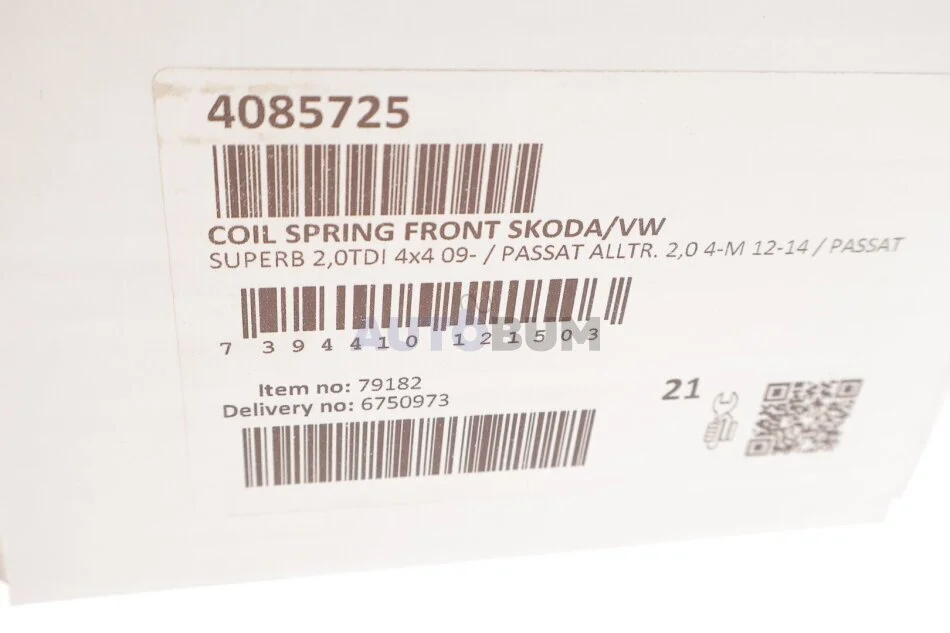 4085725
COIL SPRING FRONT SKODA/VW
SUPERB 2,0TDI 4x4 09- / PASSAT ALLTR. 2,0 4-M 12-14 / PASSAT
7 394410 121503
AUTOBUM
Item no: 79182
Delivery no: 6750973
21